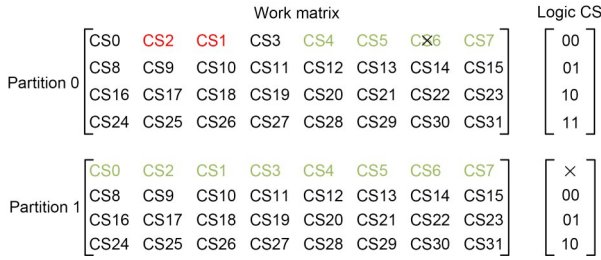 Work matrix Logic CS
CS0 CS2 CS1 CS3 CS4 CS5 CS6 CS7 00
CS8 CS9 CS10 CS11 CS12 CS13 CS14 CS15 01
Partition 0
CS16 CS17 CS18 CS19 CS20 CS21 CS22 CS23 10
CS24 CS25 CS26 CS27 CS28 CS29 CS30 CS31 11
CS0 CS2 CS1 CS3 CS4 CS5 CS6 CS7 ×
CS8 CS9 CS10 CS11 CS12 CS13 CS14 CS15 00
Partition 1
CS16 CS17 CS18 CS19 CS20 CS21 CS22 CS23 01
CS24 CS25 CS26 CS27 CS28 CS29 CS30 CS31 10